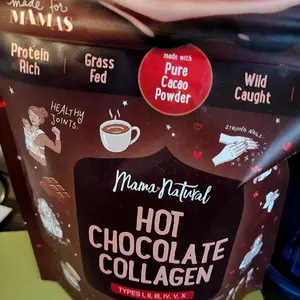 made for
MAMAS
Protein
Rich
Grass
Fed
made with
Pure
Cacao
Powder
Wild
Caught
HEALTHY
JOINTS
STRONG NAILS
Mama Natural
HOT
CHOCOLATE
COLLAGEN
TYPES I, II, III, IV, V, X